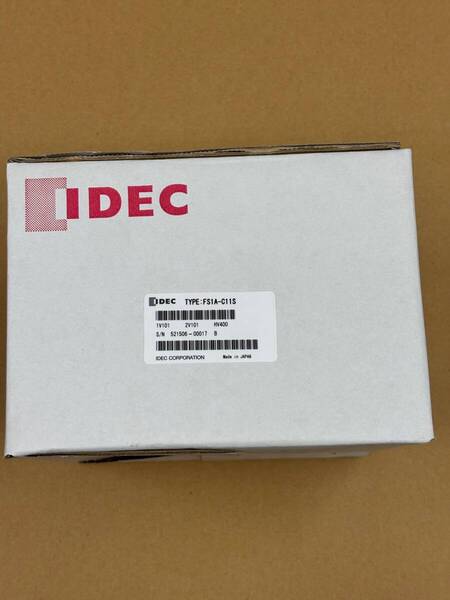 IDEC
IDEC TYPE:FS1A-C11S
1V101 2V101 HV400
S/N 521506-00017 B
IDEC CORPORATION Made in JAPAN